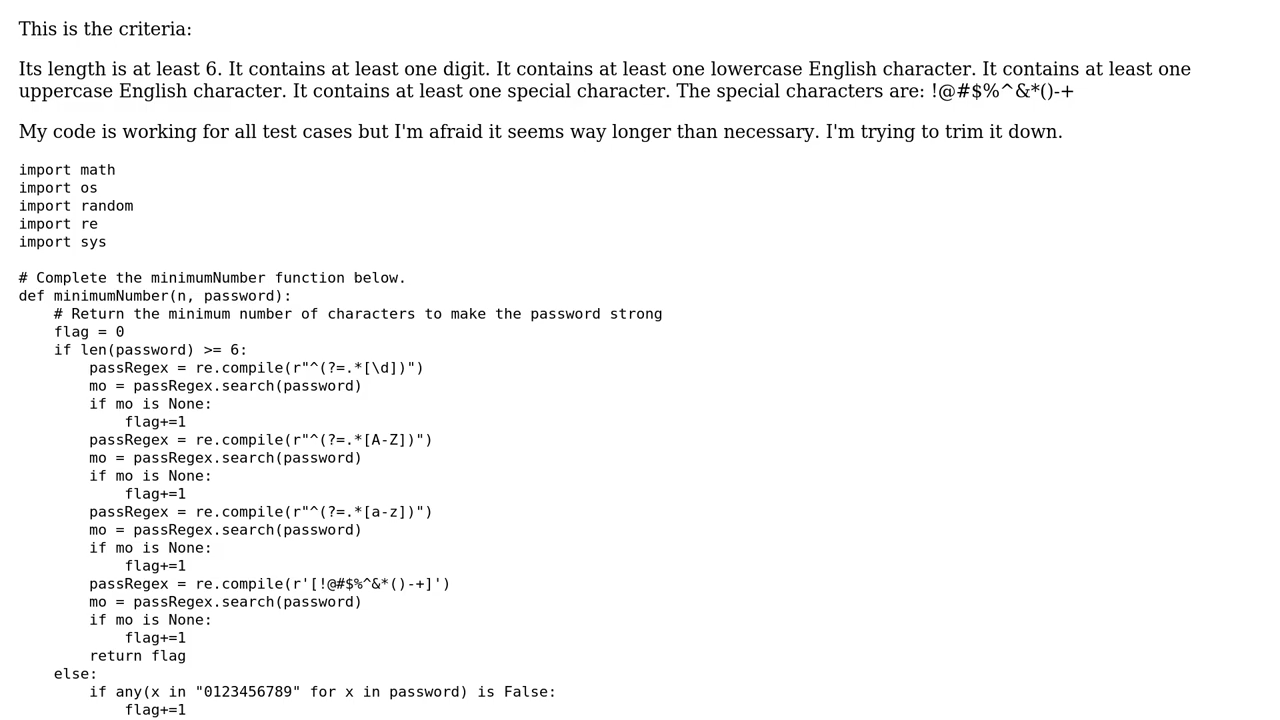 This is the criteria:
Its length is at least 6. It contains at least one digit. It contains at least one lowercase English character. It contains at least one
uppercase English character. It contains at least one special character. The special characters are: !@#$%^&*()-+
My code is working for all test cases but I'm afraid it seems way longer than necessary. I'm trying to trim it down.
import math
import os
import random
import re
import sys
# Complete the minimumNumber function below.
def minimumNumber(n, password):
    # Return the minimum number of characters to make the password strong
    flag = 0
    if len(password) >= 6:
        passRegex = re.compile(r"^(?=.*[\d])")
        mo = passRegex.search(password)
        if mo is None:
            flag+=1
        passRegex = re.compile(r"^(?=.*[A-Z])")
        mo = passRegex.search(password)
        if mo is None:
            flag+=1
        passRegex = re.compile(r"^(?=.*[a-z])")
        mo = passRegex.search(password)
        if mo is None:
            flag+=1
        passRegex = re.compile(r'[!@#$%^&*()-+]')
        mo = passRegex.search(password)
        if mo is None:
            flag+=1
        return flag
    else:
        if any(x in "0123456789" for x in password) is False:
            flag+=1